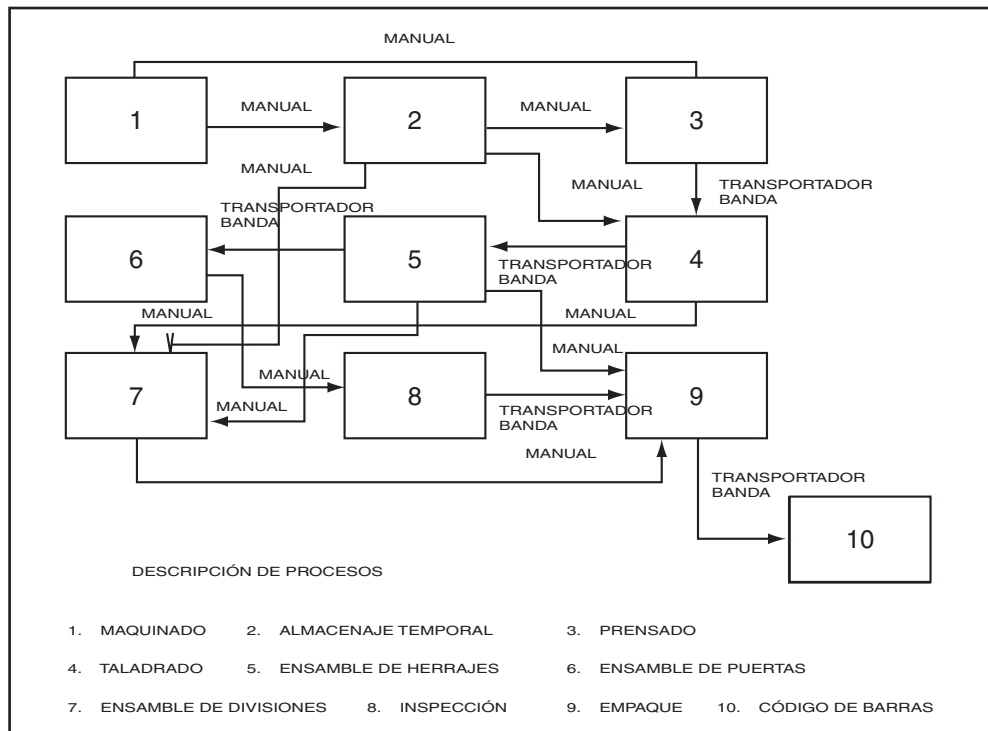 MANUAL
1
MANUAL
2
MANUAL
3
MANUAL
MANUAL
TRANSPORTADOR
BANDA
TRANSPORTADOR
BANDA
6
5
TRANSPORTADOR
BANDA
4
MANUAL
MANUAL
MANUAL
7
MANUAL
MANUAL
8
TRANSPORTADOR
BANDA
9
MANUAL
TRANSPORTADOR
BANDA
10
DESCRIPCIÓN DE PROCESOS
1. MAQUINADO 2. ALMACENAJE TEMPORAL 3. PRENSADO
4. TALADRADO 5. ENSAMBLE DE HERRAJES 6. ENSAMBLE DE PUERTAS
7. ENSAMBLE DE DIVISIONES 8. INSPECCIÓN 9. EMPAQUE 10. CÓDIGO DE BARRAS